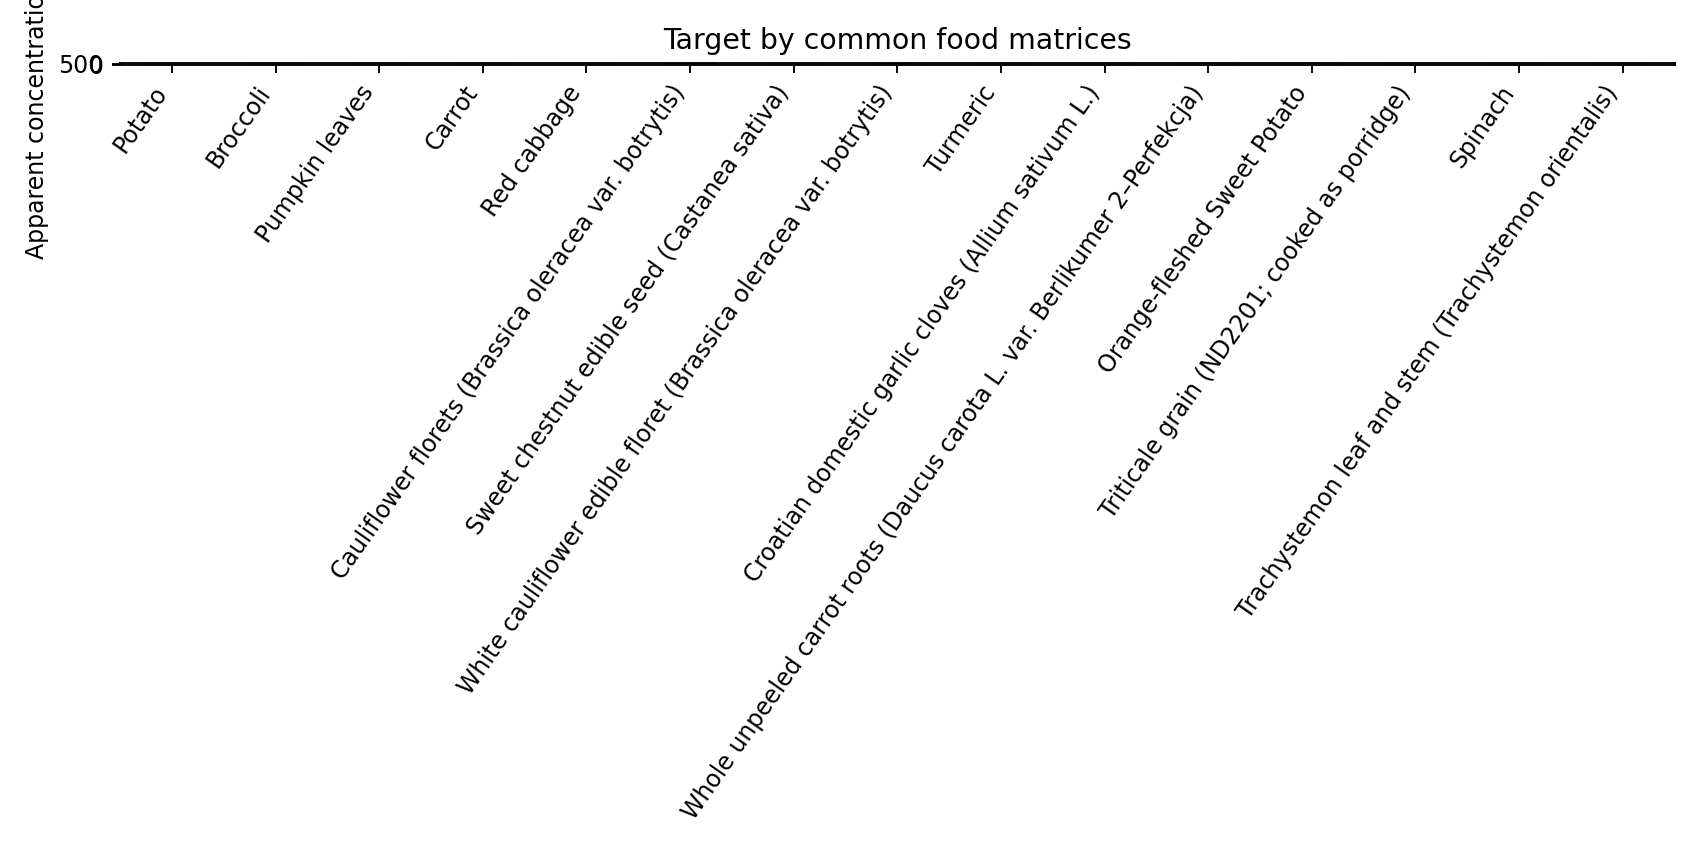 Target by common food matrices
Apparent concentratio
500
Potato
Broccoli
Pumpkin leaves
Carrot
Red cabbage
Cauliflower florets (Brassica oleracea var. botrytis)
Sweet chestnut edible seed (Castanea sativa)
White cauliflower edible floret (Brassica oleracea var. botrytis)
Turmeric
Croatian domestic garlic cloves (Allium sativum L.)
Whole unpeeled carrot roots (Daucus carota L. var. Berlikumer 2–Perfekcja)
Orange-fleshed Sweet Potato
Triticale grain (ND2201; cooked as porridge)
Spinach
Trachystemon leaf and stem (Trachystemon orientalis)